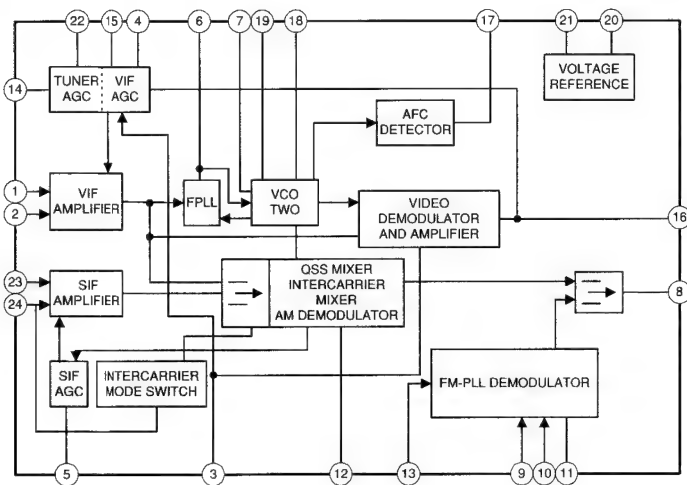 22
15
4
6
7
19
18
17
21
20
14
TUNER
AGC
VIF
AGC
VOLTAGE
REFERENCE
AFC
DETECTOR
1
2
VIF
AMPLIFIER
FPLL
VCO
TWO
VIDEO
DEMODULATOR
AND AMPLIFIER
16
23
24
SIF
AMPLIFIER
QSS MIXER
INTERCARRIER
MIXER
AM DEMODULATOR
8
SIF
AGC
INTERCARRIER
MODE SWITCH
FM-PLL DEMODULATOR
5
3
12
13
9
10
11